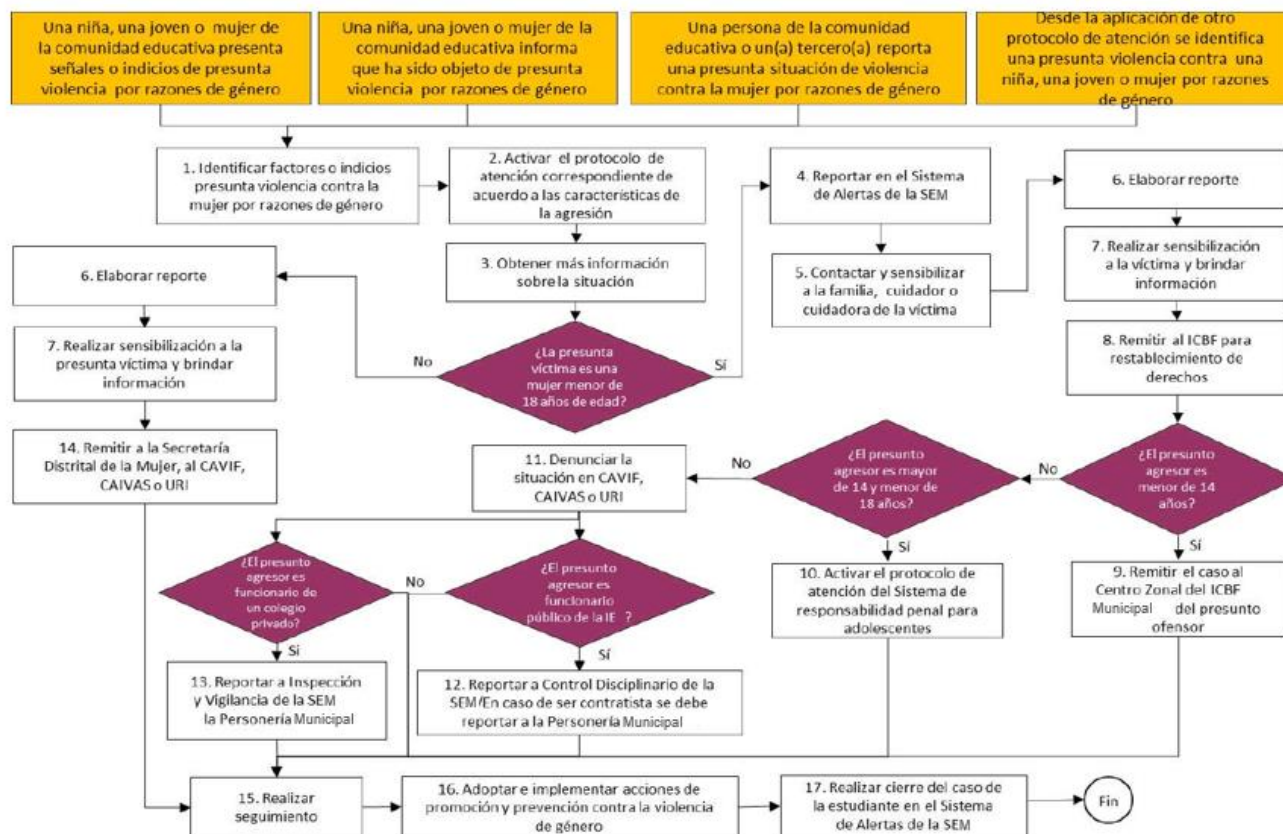 Una niña, una joven o mujer de
la comunidad educativa presenta
señales o indicios de presunta
violencia por razones de género
Una niña, una joven o mujer de la
comunidad educativa informa
que ha sido objeto de presunta
violencia por razones de género
Una persona de la comunidad
educativa o un(a) tercero(a) reporta
una presunta situación de violencia
contra la mujer por razones de género
Desde la aplicación de otro
protocolo de atención se identifica
una presunta violencia contra una
niña, una joven o mujer por razones
de género
1. Identificar factores o indicios
presunta violencia contra la
mujer por razones de género
2. Activar el protocolo de
atención correspondiente de
acuerdo a las características de
la agresión
4. Reportar en el Sistema
de Alertas de la SEM
6. Elaborar reporte
3. Obtener más información
sobre la situación
5. Contactar y sensibilizar
a la familia, cuidador o
cuidadora de la víctima
7. Realizar sensibilización
a la víctima y brindar
información
6. Elaborar reporte
7. Realizar sensibilización a la
presunta víctima y brindar
información
No
¿La presunta
víctima es una
mujer menor de
18 años de edad?
Sí
8. Remitir al ICBF para
restablecimiento de
derechos
14. Remitir a la Secretaría
Distrital de la Mujer, al CAVIF,
CAIVAS o URI
11. Denunciar la
situación en CAVIF,
CAIVAS o URI
No
¿El presunto
agresor es mayor
de 14 y menor de
18 años?
No
¿El presunto
agresor es
menor de 14
años?
Sí
Sí
¿El presunto
agresor es
funcionario de
un colegio
privado?
No
¿El presunto
agresor es
funcionario
público de la IE ?
10. Activar el protocolo de
atención del Sistema de
responsabilidad penal para
adolescentes
9. Remitir el caso al
Centro Zonal del ICBF
Municipal del presunto
ofensor
Sí
Sí
13. Reportar a Inspección
y Vigilancia de la SEM
la Personería Municipal
12. Reportar a Control Disciplinario de la
SEM/En caso de ser contratista se debe
reportar a la Personería Municipal
15. Realizar
seguimiento
16. Adoptar e implementar acciones de
promoción y prevención contra la violencia
de género
17. Realizar cierre del caso de
la estudiante en el Sistema
de Alertas de la SEM
Fin